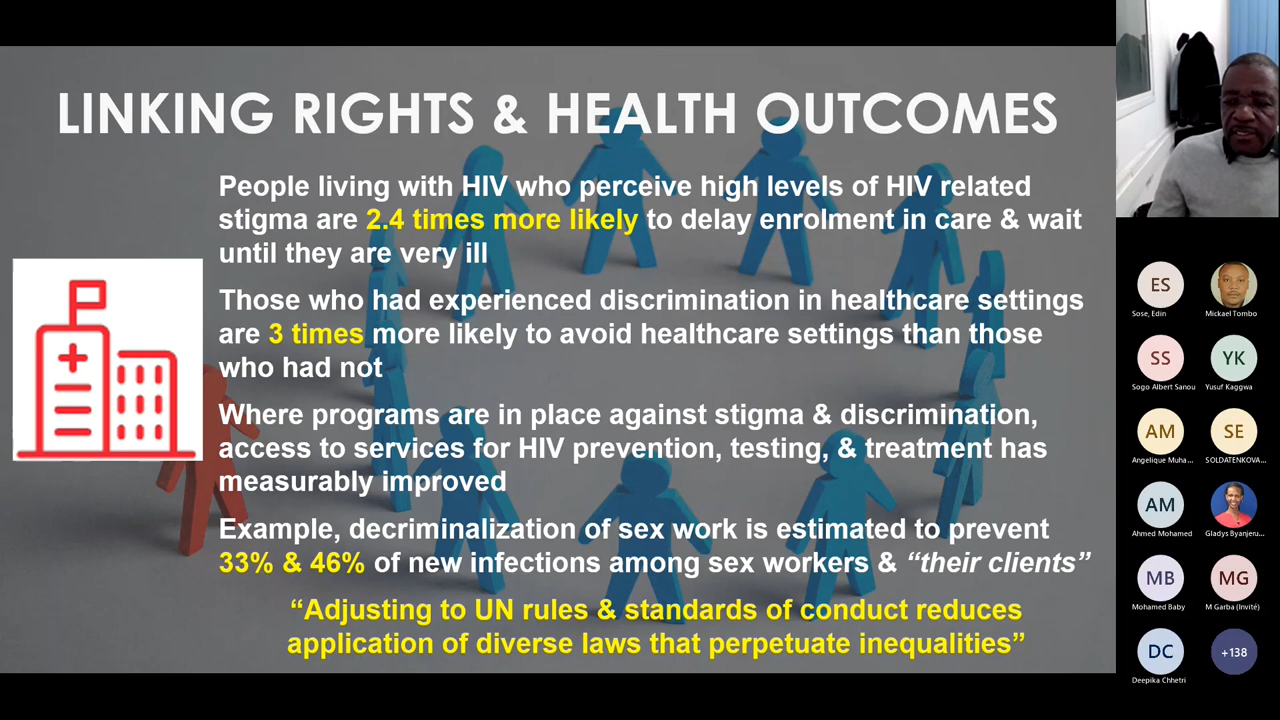 LINKING RIGHTS & HEALTH OUTCOMES
People living with HIV who perceive high levels of HIV related
stigma are 2.4 times more likely to delay enrolment in care & wait
until they are very ill
Those who had experienced discrimination in healthcare settings
are 3 times more likely to avoid healthcare settings than those
who had not
Where programs are in place against stigma & discrimination,
access to services for HIV prevention, testing, & treatment has
measurably improved
Example, decriminalization of sex work is estimated to prevent
33% & 46% of new infections among sex workers & “their clients”
“Adjusting to UN rules & standards of conduct reduces
application of diverse laws that perpetuate inequalities”
ES
Sose, Edin
Mickael Tombo
SS
YK
Sogo Albert Sanou
Yusuf Kaggwa
AM
SE
Angelique Muha...
SOLDATENKOVA...
AM
Ahmed Mohamed
Gladys Byanjeru...
MB
MG
Mohamed Baby
M Garba (Invité)
DC
+138
Deepika Chhetri